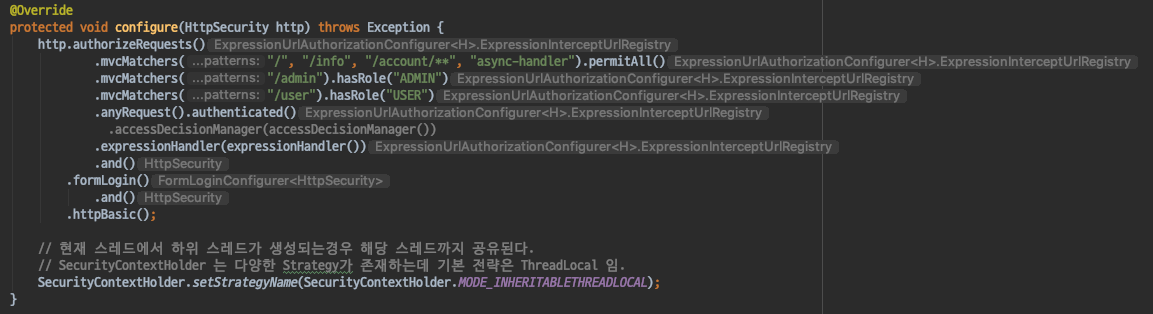 @Override
protected void configure(HttpSecurity http) throws Exception {
http.authorizeRequests() ExpressionUrlAuthorizationConfigurer<H>.ExpressionInterceptUrlRegistry
.mvcMatchers( ...patterns: "/", "/info", "/account/**", "async-handler").permitAll() ExpressionUrlAuthorizationConfigurer<H>.ExpressionInterceptUrlRegistry
.mvcMatchers( ...patterns: "/admin").hasRole("ADMIN") ExpressionUrlAuthorizationConfigurer<H>.ExpressionInterceptUrlRegistry
.mvcMatchers( ...patterns: "/user").hasRole("USER") ExpressionUrlAuthorizationConfigurer<H>.ExpressionInterceptUrlRegistry
.anyRequest().authenticated() ExpressionUrlAuthorizationConfigurer<H>.ExpressionInterceptUrlRegistry
.accessDecisionManager(accessDecisionManager())
.expressionHandler(expressionHandler()) ExpressionUrlAuthorizationConfigurer<H>.ExpressionInterceptUrlRegistry
.and() HttpSecurity
.formLogin() FormLoginConfigurer<HttpSecurity>
.and() HttpSecurity
.httpBasic();
// 현재 스레드에서 하위 스레드가 생성되는경우 해당 스레드까지 공유된다.
// SecurityContextHolder 는 다양한 Strategy가 존재하는데 기본 전략은 ThreadLocal 임.
SecurityContextHolder.setStrategyName(SecurityContextHolder.MODE_INHERITABLETHREADLOCAL);
}